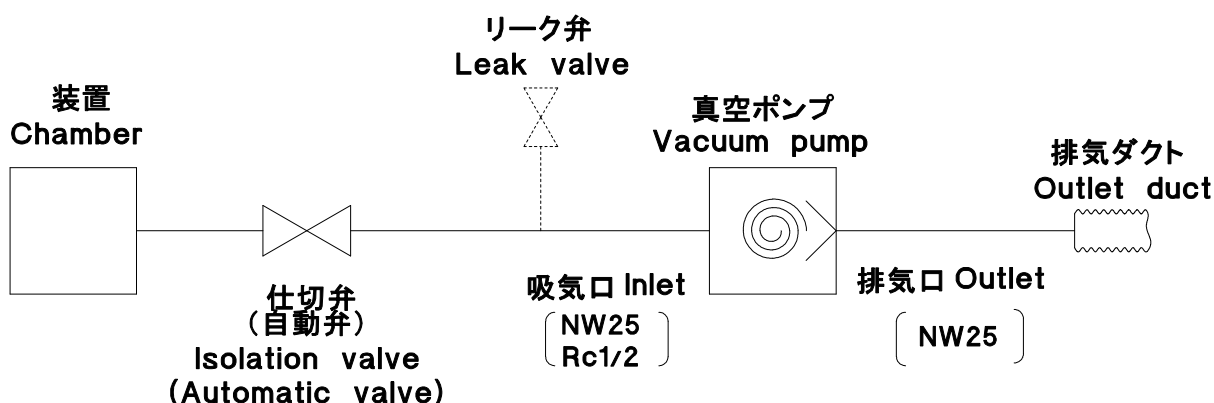 リーク弁
Leak valve
装置
Chamber
真空ポンプ
Vacuum pump
排気ダクト
Outlet duct
仕切弁
(自動弁)
Isolation valve
(Automatic valve)
吸気口 Inlet
NW25
Rc1/2
排気口 Outlet
NW25